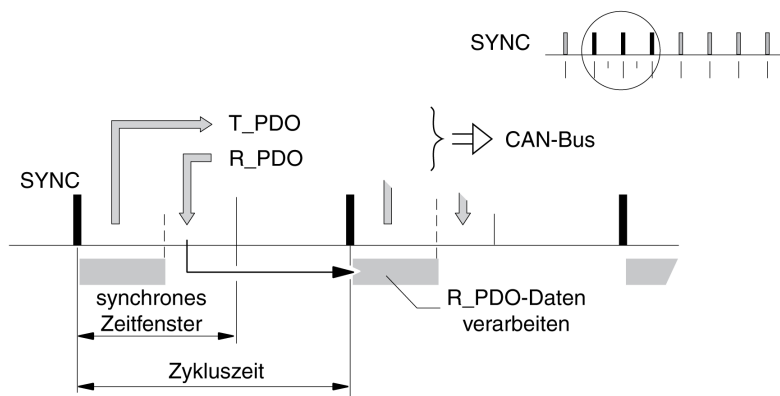 SYNC
T_PDO
R_PDO
CAN-Bus
SYNC
synchrones
Zeitfenster
R_PDO-Daten
verarbeiten
Zykluszeit